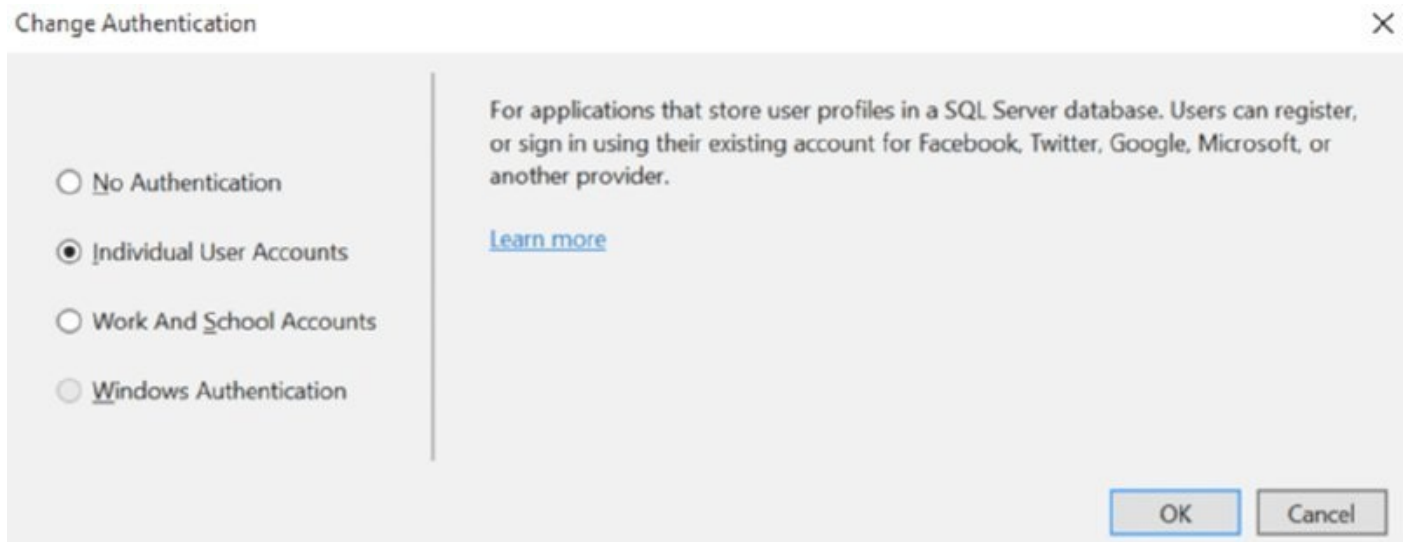 Change Authentication
No Authentication
Individual User Accounts
Work And School Accounts
Windows Authentication
For applications that store user profiles in a SQL Server database. Users can register,
or sign in using their existing account for Facebook, Twitter, Google, Microsoft, or
another provider.
Learn more
OK
Cancel